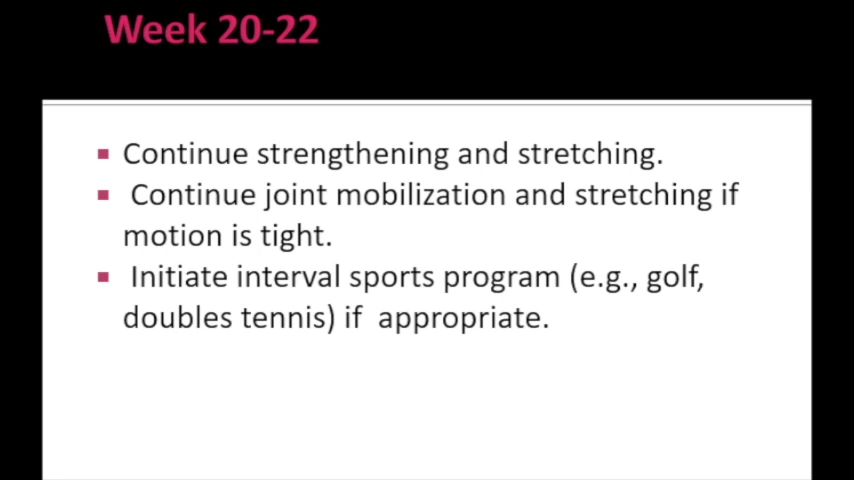 Week 20-22
▪ Continue strengthening and stretching.
▪ Continue joint mobilization and stretching if
motion is tight.
▪ Initiate interval sports program (e.g., golf,
doubles tennis) if  appropriate.